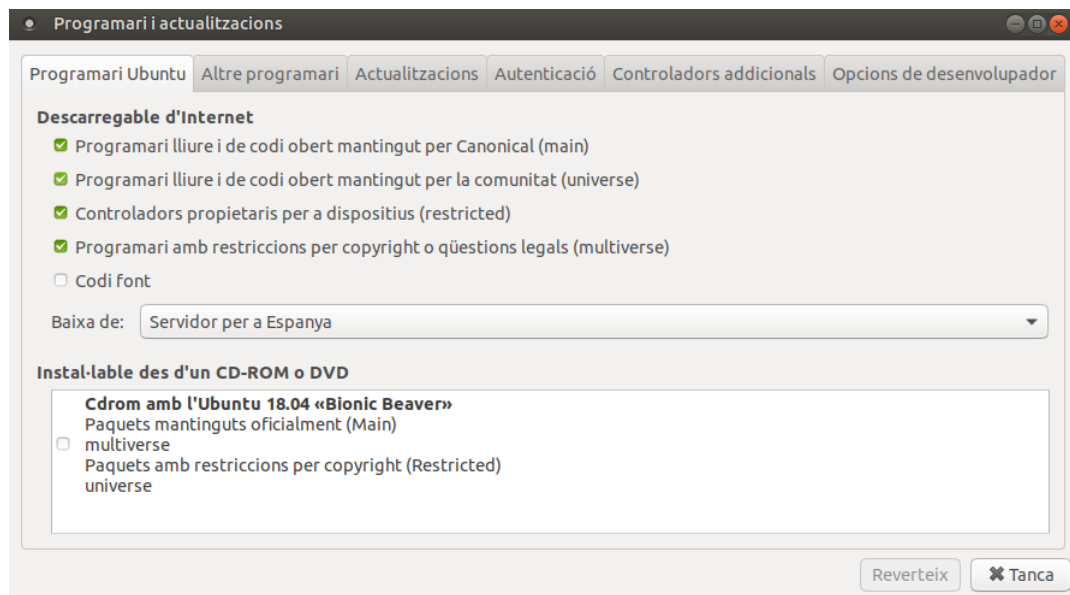 Programari i actualitzacions
Programari Ubuntu Altre programari Actualitzacions Autenticació Controladors addicionals Opcions de desenvolupador
Descarregable d'Internet
Programari lliure i de codi obert mantingut per Canonical (main)
Programari lliure i de codi obert mantingut per la comunitat (universe)
Controladors propietaris per a dispositius (restricted)
Programari amb restriccions per copyright o qüestions legals (multiverse)
Codi font
Baixa de: Servidor per a Espanya
Instal·lable des d'un CD-ROM o DVD
Cdrom amb l'Ubuntu 18.04 «Bionic Beaver»
Paquets mantinguts oficialment (Main)
multiverse
Paquets amb restriccions per copyright (Restricted)
universe
Reverteix Tanca